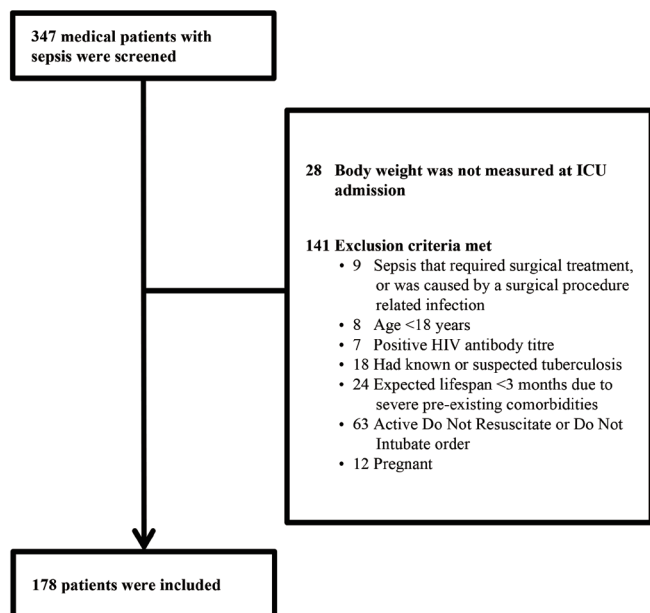 347 medical patients with
sepsis were screened
28 Body weight was not measured at ICU
admission
141 Exclusion criteria met
• 9 Sepsis that required surgical treatment,
or was caused by a surgical procedure
related infection
• 8 Age <18 years
• 7 Positive HIV antibody titre
• 18 Had known or suspected tuberculosis
• 24 Expected lifespan <3 months due to
severe pre-existing comorbidities
• 63 Active Do Not Resuscitate or Do Not
Intubate order
• 12 Pregnant
178 patients were included